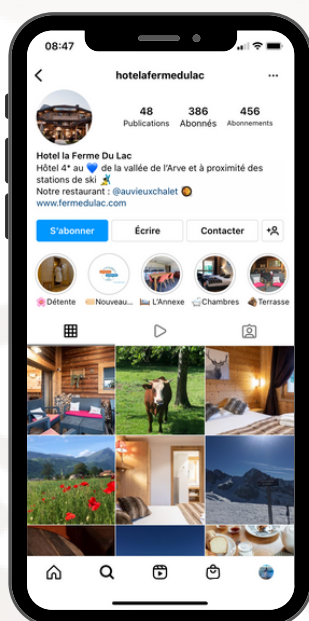 08:47
hotelafermedulac
48 386 456
Publications Abonnés Abonnements
Hotel la Ferme Du Lac
Hôtel 4* au 💙 de la vallée de l'Arve et à proximité des
stations de ski ⛷️
Notre restaurant : @auvieuxchalet 🥘
www.fermedulac.com
S'abonner Écrire Contacter
🌸Détente Nouveau... 🛏️ L'Annexe Chambres Terrasse